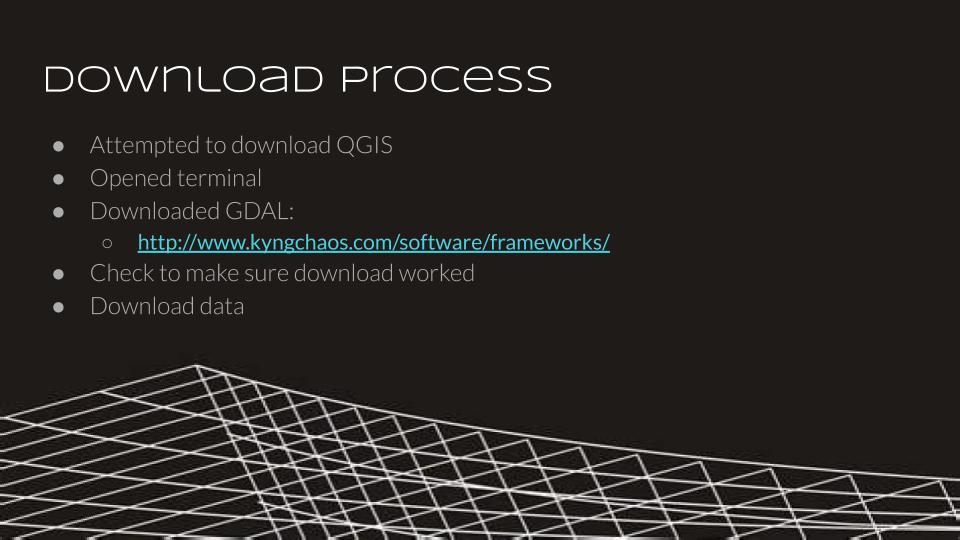 Download Process
● Attempted to download QGIS
● Opened terminal
● Downloaded GDAL:
○ http://www.kyngchaos.com/software/frameworks/
● Check to make sure download worked
● Download data